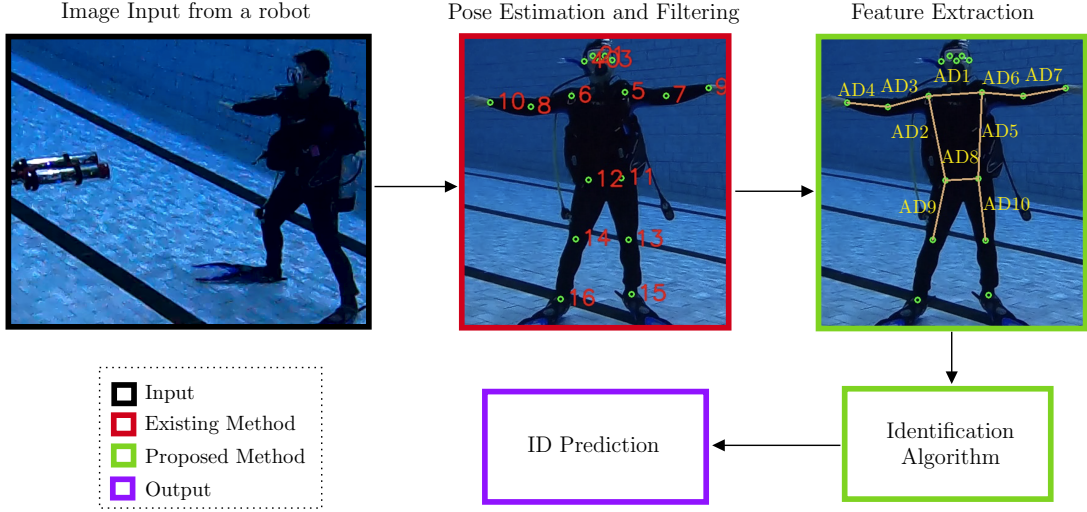 Image Input from a robot
Pose Estimation and Filtering
Feature Extraction
10
8
6
5
7
9
12
11
14
13
16
15
AD4
AD3
AD1
AD6
AD7
AD2
AD5
AD8
AD9
AD10
Input
Existing Method
Proposed Method
Output
ID Prediction
Identification
Algorithm